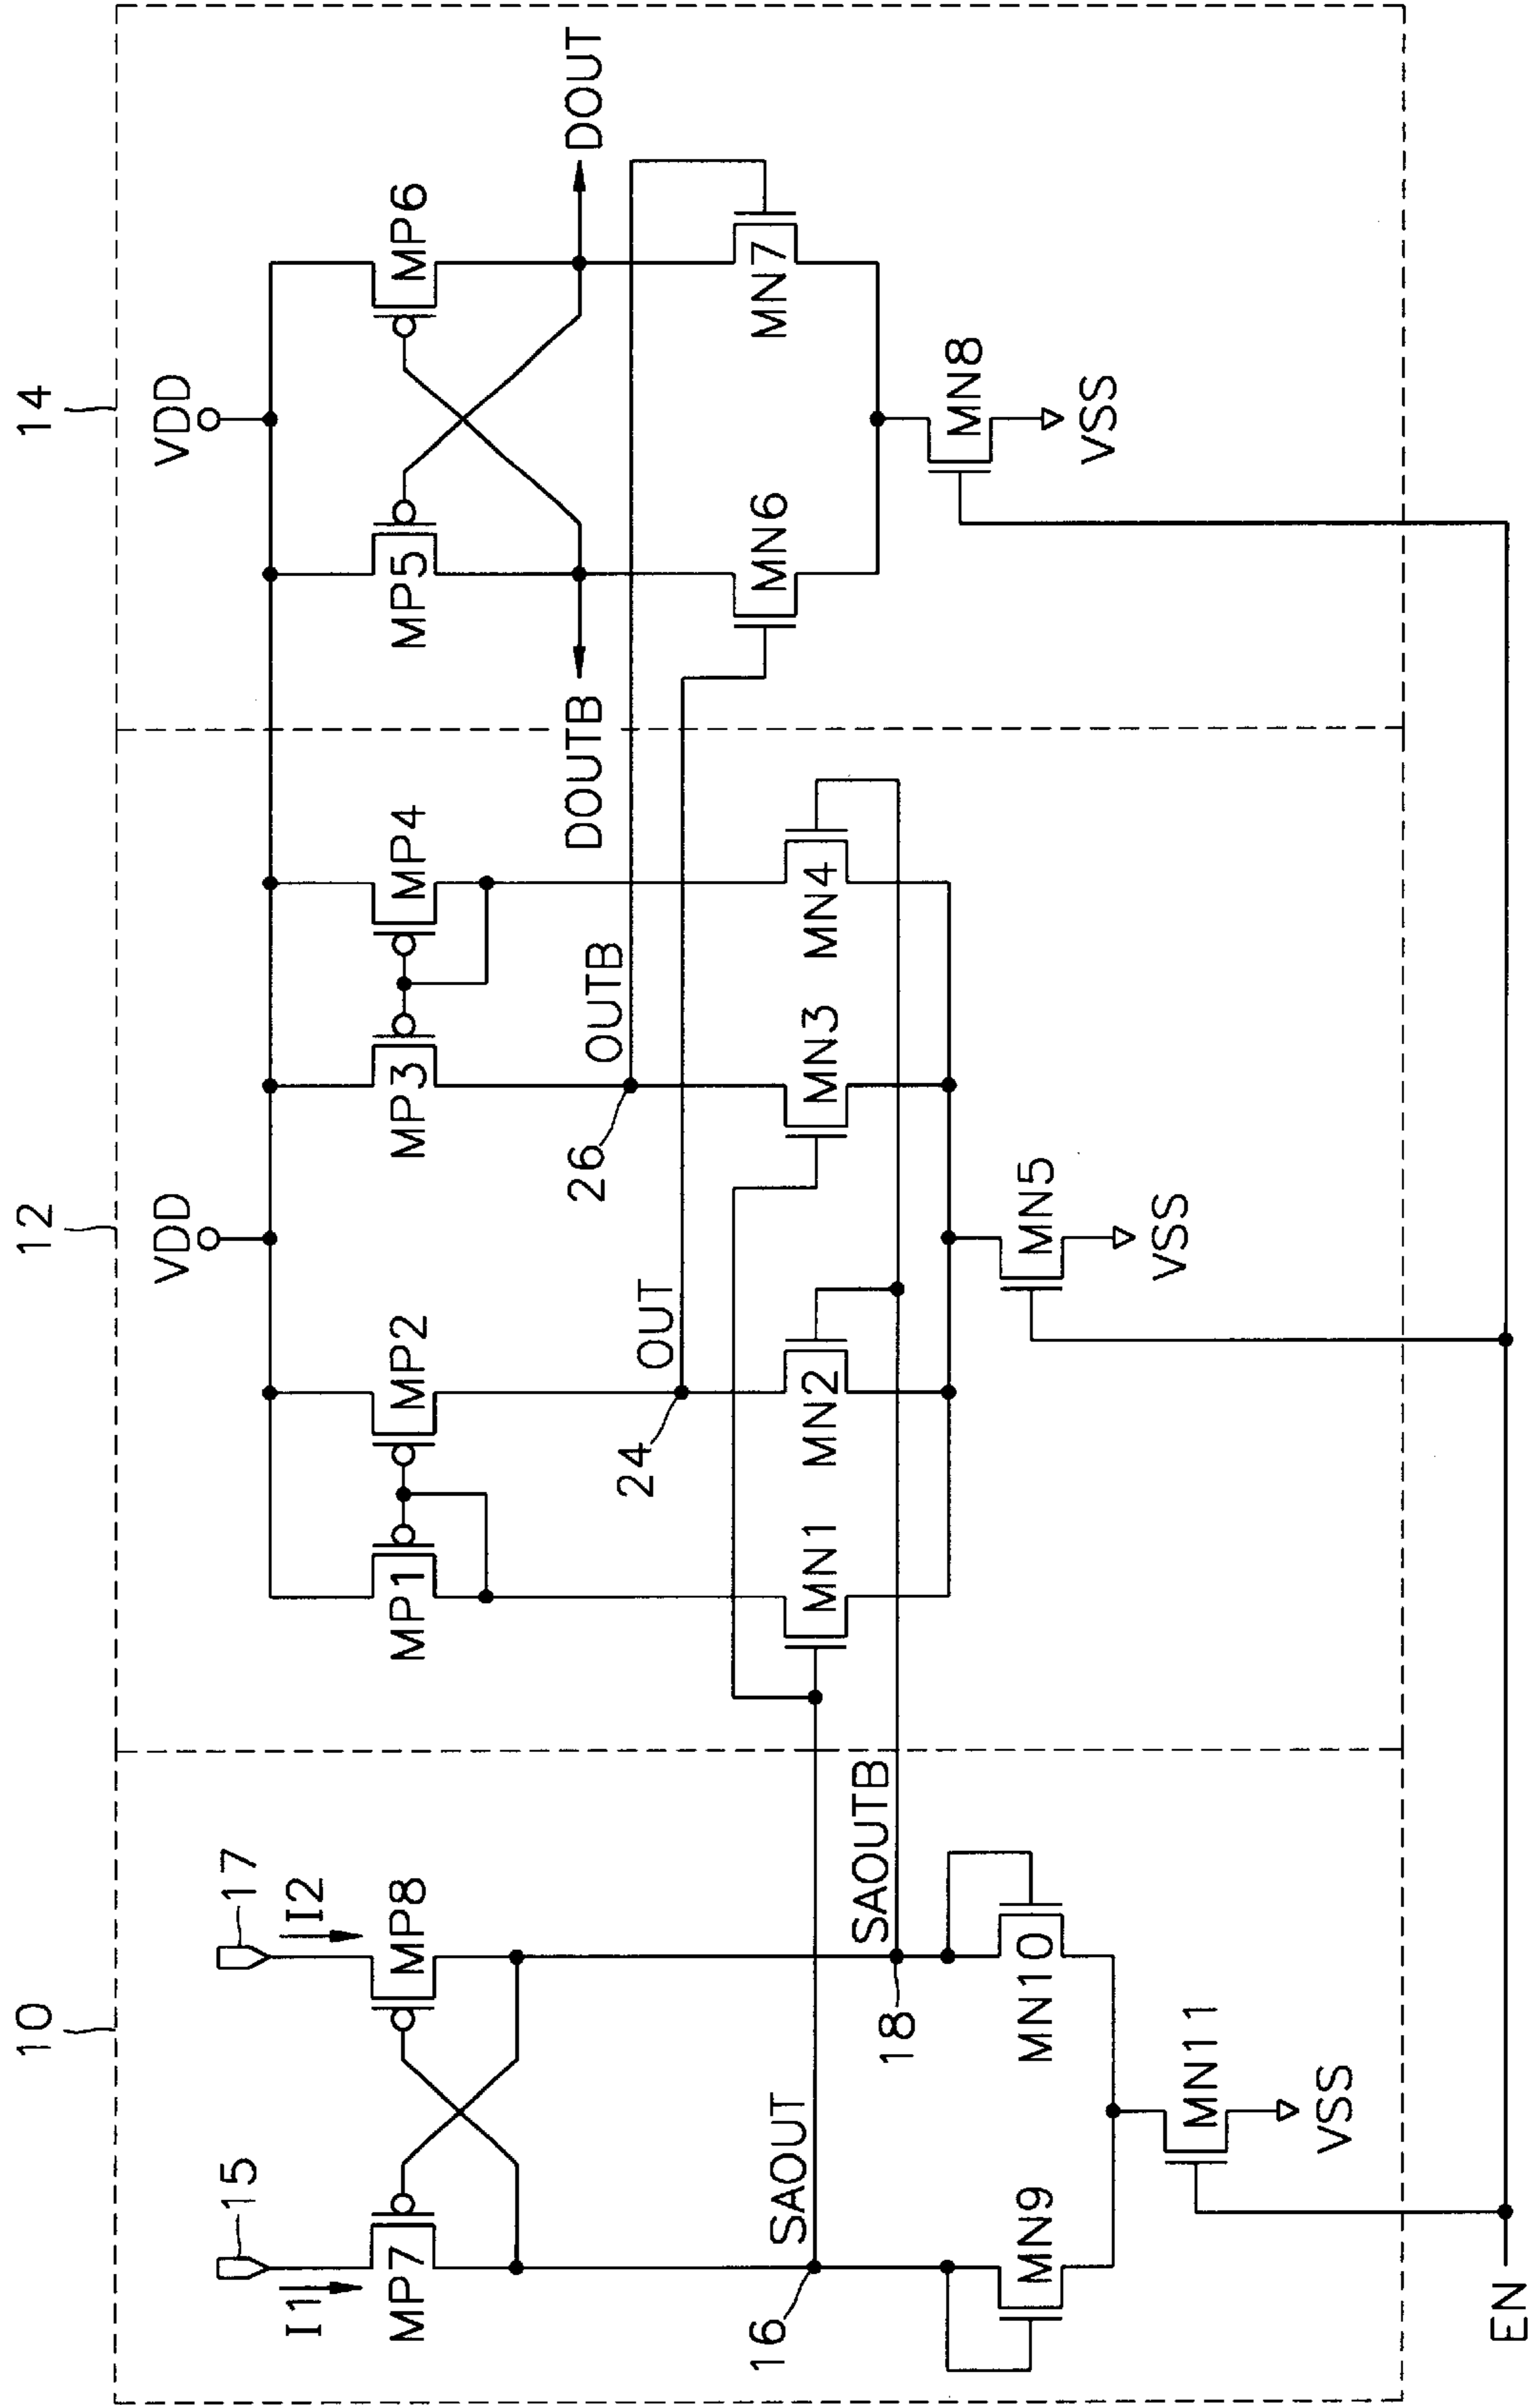 10
12
14
15
17
VDD
VDD
I1
I2
MP7
MP8
MP1
MP2
MP3
MP4
MP5
MP6
DOUTB
DOUT
OUTB
26
OUT
24
SAOUT
16
SAOUTB
18
MN1
MN2
MN3
MN4
MN6
MN7
MN9
MN10
MN5
MN8
MN11
VSS
VSS
VSS
EN